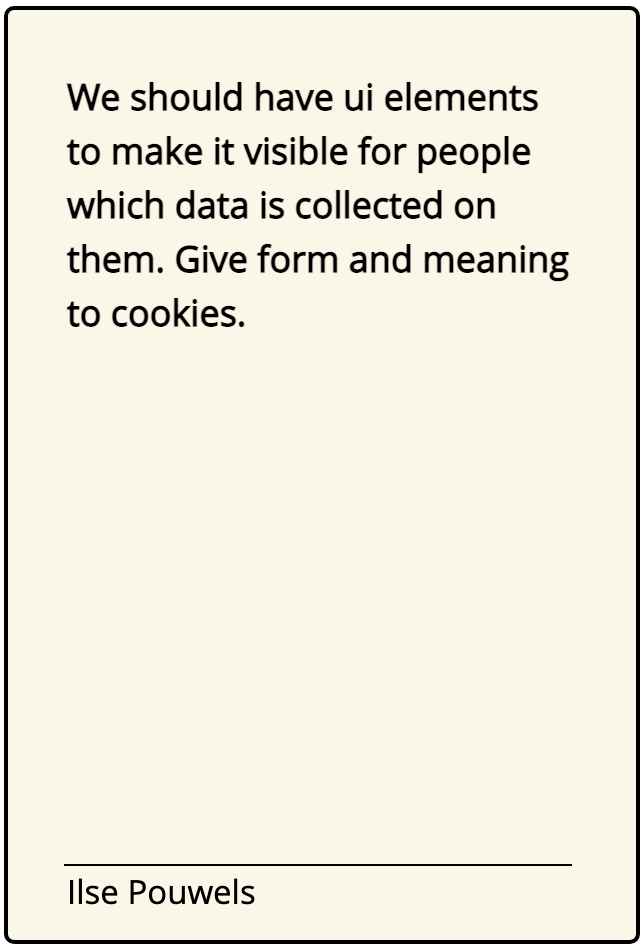 We should have ui elements
to make it visible for people
which data is collected on
them. Give form and meaning
to cookies.
Ilse Pouwels